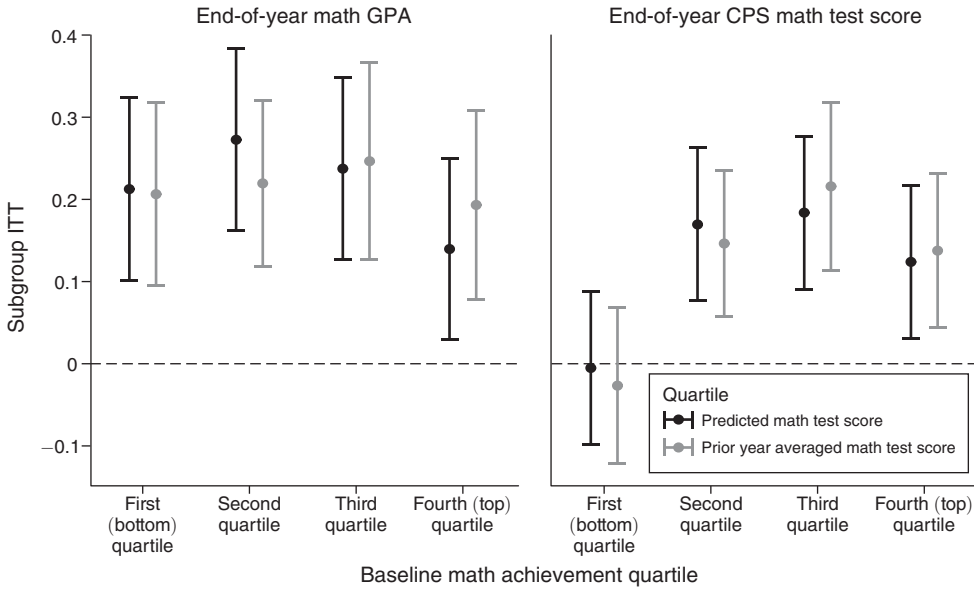 End-of-year math GPA
End-of-year CPS math test score
Subgroup ITT
0.4
0.3
0.2
0.1
0
−0.1
Quartile
Predicted math test score
Prior year averaged math test score
First
(bottom)
quartile
Second
quartile
Third
quartile
Fourth (top)
quartile
First
(bottom)
quartile
Second
quartile
Third
quartile
Fourth (top)
quartile
Baseline math achievement quartile